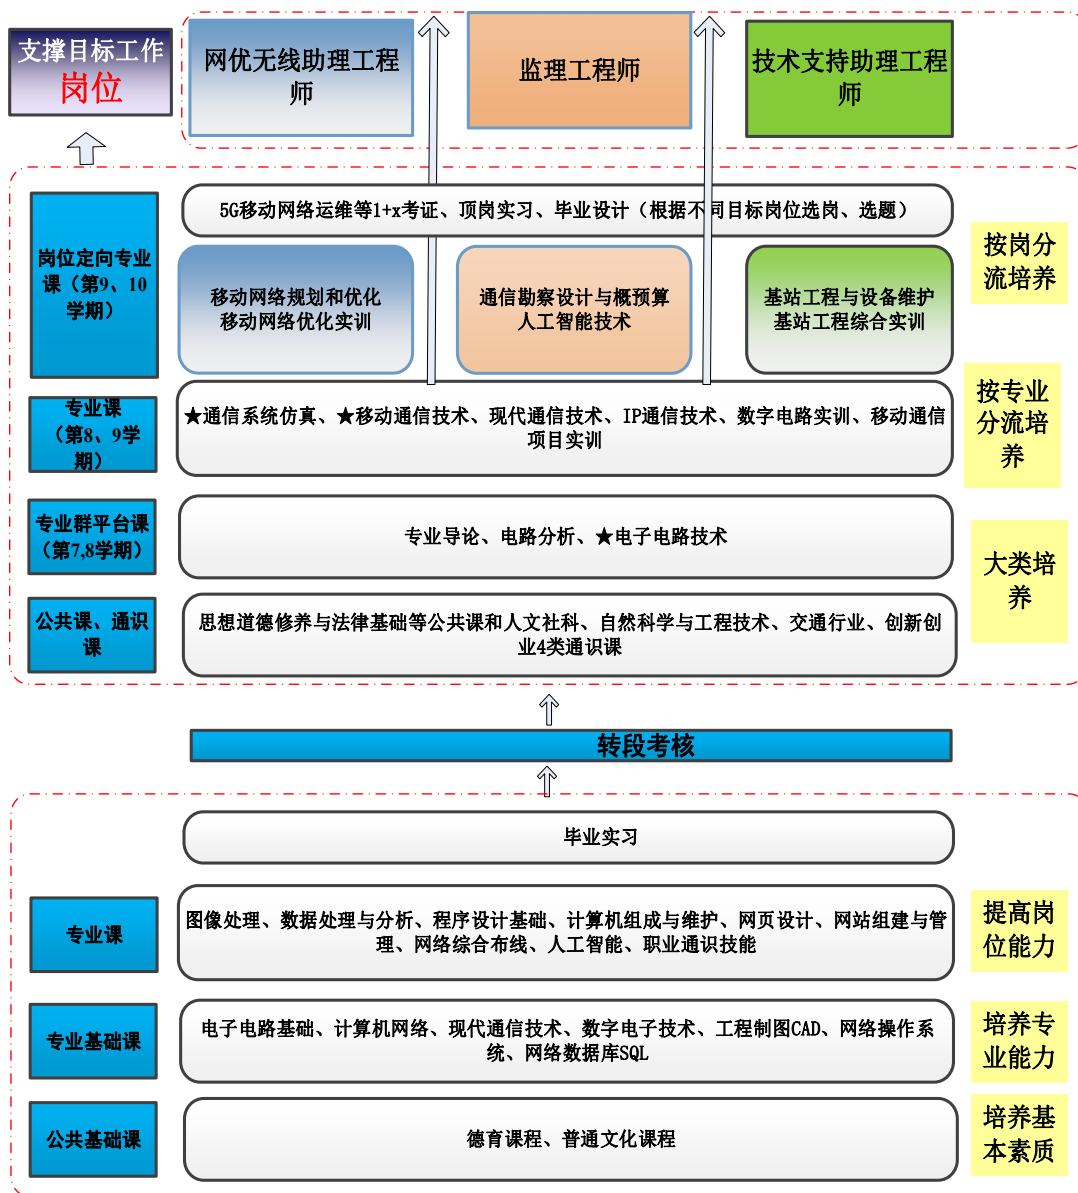 支撑目标工作
岗位
网优无线助理工程
师
监理工程师
技术支持助理工程
师
5G移动网络运维等1+x考证、顶岗实习、毕业设计（根据不同目标岗位选岗、选题）
岗位定向专业
课（第9、10
学期）
移动网络规划和优化
移动网络优化实训
通信勘察设计与概预算
人工智能技术
基站工程与设备维护
基站工程综合实训
按岗分
流培养
专业课
（第8、9学
期）
★通信系统仿真、★移动通信技术、现代通信技术、IP通信技术、数字电路实训、移动通信
项目实训
按专业
分流培
养
专业群平台课
（第7,8学期）
专业导论、电路分析、★电子电路技术
大类培
养
公共课、通识
课
思想道德修养与法律基础等公共课和人文社科、自然科学与工程技术、交通行业、创新创
业4类通识课
转段考核
毕业实习
专业课
图像处理、数据处理与分析、程序设计基础、计算机组成与维护、网页设计、网站组建与管
理、网络综合布线、人工智能、职业通识技能
提高岗
位能力
专业基础课
电子电路基础、计算机网络、现代通信技术、数字电子技术、工程制图CAD、网络操作系
统、网络数据库SQL
培养专
业能力
公共基础课
德育课程、普通文化课程
培养基
本素质